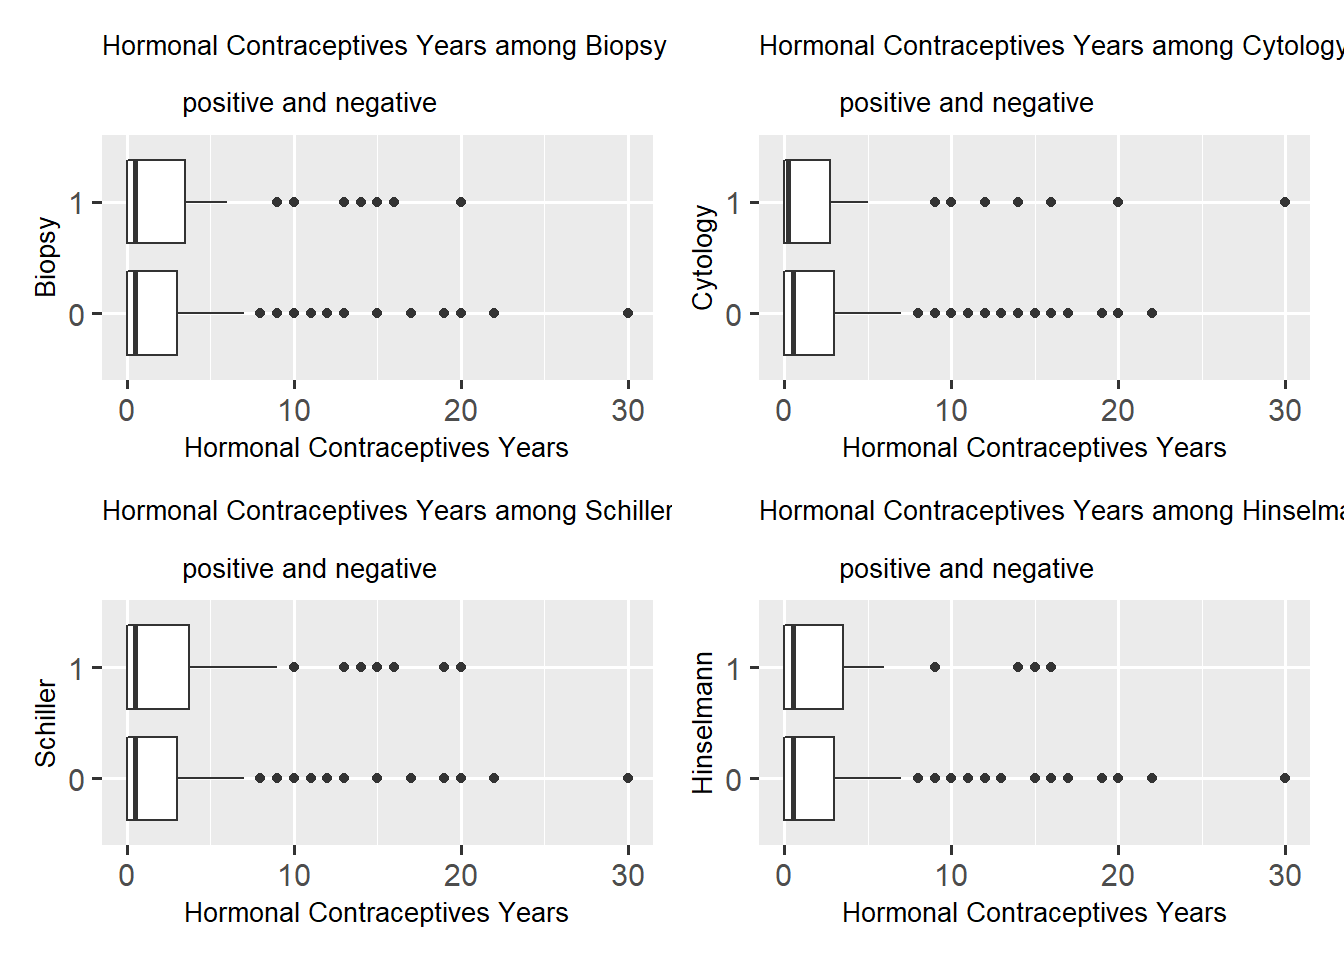 Hormonal Contraceptives Years among Biopsy
positive and negative
Biopsy
1
0
0 10 20 30
Hormonal Contraceptives Years
Hormonal Contraceptives Years among Cytology
positive and negative
Cytology
1
0
0 10 20 30
Hormonal Contraceptives Years
Hormonal Contraceptives Years among Schiller
positive and negative
Schiller
1
0
0 10 20 30
Hormonal Contraceptives Years
Hormonal Contraceptives Years among Hinselma
positive and negative
Hinselmann
1
0
0 10 20 30
Hormonal Contraceptives Years